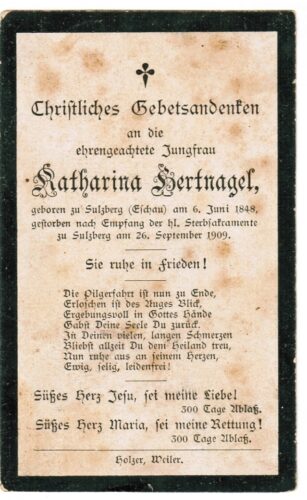 Christliches Gebetsandenken
an die
ehrengeachtete Jungfrau
Katharina Hertnagel,
geboren zu Sulzberg (Eschau) am 6. Juni 1848,
gestorben nach Empfang der hl. Sterbsakramente
zu Sulzberg am 26. September 1909.
Sie ruhe in Frieden!
Die Pilgerfahrt ist nun zu Ende,
Erloschen ist des Auges Blick,
Ergebungsvoll in Gottes Hände
Gabst Deine Seele Du zurück.
In Deinen vielen, langen Schmerzen
Bliebst allzeit Du dem Heiland treu,
Nun ruhe aus an seinem Herzen,
Ewig, selig, leidenfrei!
Süßes Herz Jesu, sei meine Liebe!
300 Tage Ablaß.
Süßes Herz Maria, sei meine Rettung!
300 Tage Ablaß.
Holzer, Weiler.